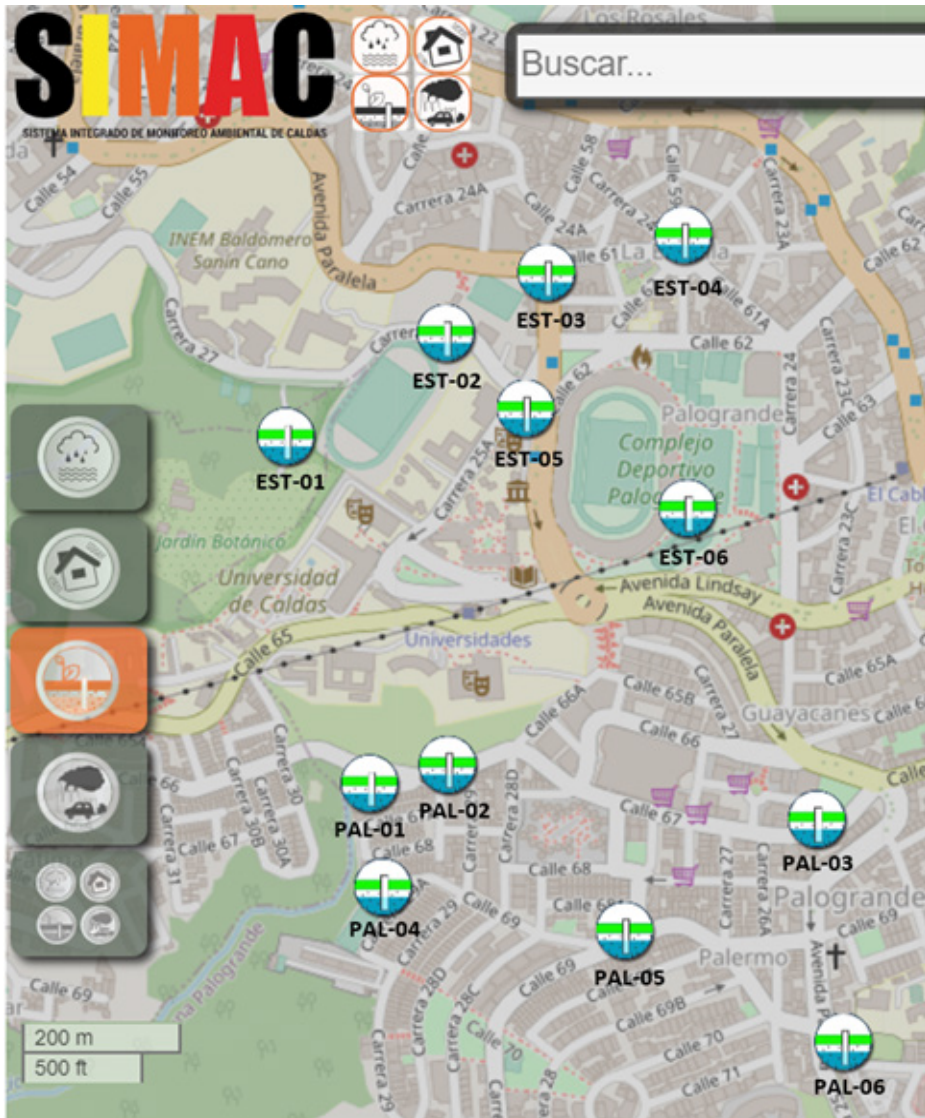 Los Rosales
Carrera 22
SIMAC
SISTEMA INTEGRADO DE MONITOREO AMBIENTAL DE CALDAS
Buscar...
Calle 54
Calle 55
Avenida Paralela
Carrera 24A
Calle 58
Calle 59
Carrera 24
Carrera 23A
Calle 24A
Calle 62
INEM Baldomero
Sanín Cano
Calle 61
EST-04
EST-03
Calle 61A
Carrera 27
Calle 62
EST-02
Carrera 24
Carrera 23C
Calle 62
Palogrande
Calle 63
EST-05
Complejo
Deportivo
EST-01
Carrera 25A
Carrera 23C
El Cable
Jardín Botánico
EST-06
Universidad
de Caldas
Avenida Lindsay
Avenida Paralela
Universidades
Calle 65
Calle 65A
Calle 65B
Carrera 27
Calle 66A
Guayacanes
Calle 66
Carrera 30
Calle 66
PAL-02
PAL-01
Carrera 28D
Calle 67
Carrera 30B
Carrera 30A
Calle 67
Carrera 31
Calle 68
Calle 68
Carrera 27
Carrera 26A
PAL-03
Palogrande
PAL-04
Carrera 29
Calle 69
Calle 69
PAL-05
Palermo
Calle 69
Carrera 28D
Carrera 28C
Calle 69B
Calle 69
Calle 70
Calle 70
Carrera 28
Calle 71
Carrera 29
200 m
500 ft
PAL-06